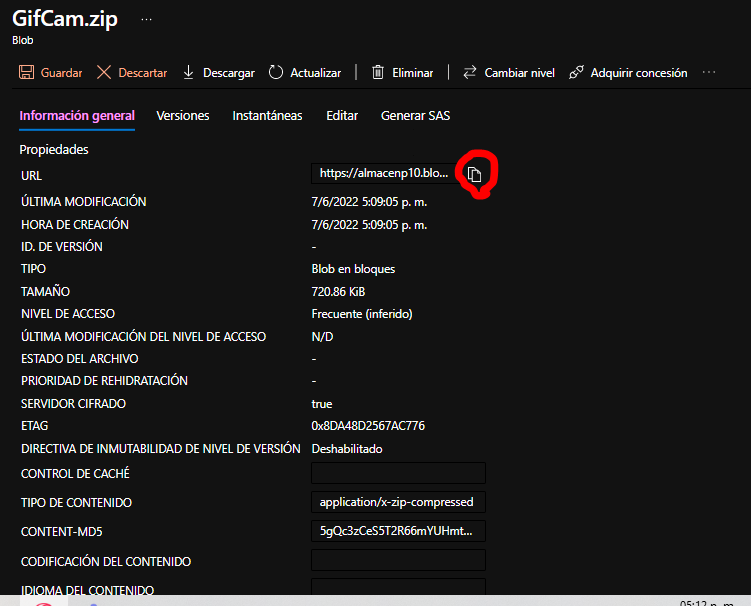 GifCam.zip ...
Blob
Guardar Descartar Descargar Actualizar Eliminar Cambiar nivel Adquirir concesión ...
Información general Versiones Instantáneas Editar Generar SAS
Propiedades
URL https://almacenp10.blo...
ÚLTIMA MODIFICACIÓN 7/6/2022 5:09:05 p. m.
HORA DE CREACIÓN 7/6/2022 5:09:05 p. m.
ID. DE VERSIÓN -
TIPO Blob en bloques
TAMAÑO 720.86 KiB
NIVEL DE ACCESO Frecuente (inferido)
ÚLTIMA MODIFICACIÓN DEL NIVEL DE ACCESO N/D
ESTADO DEL ARCHIVO -
PRIORIDAD DE REHIDRATACIÓN -
SERVIDOR CIFRADO true
ETAG 0x8DA48D2567AC776
DIRECTIVA DE INMUTABILIDAD DE NIVEL DE VERSIÓN Deshabilitado
CONTROL DE CACHÉ
TIPO DE CONTENIDO application/x-zip-compressed
CONTENT-MD5 5gQc3zCeS5T2R66mYUHmt...
CODIFICACIÓN DEL CONTENIDO
IDIOMA DEL CONTENIDO
05:12 p. m.